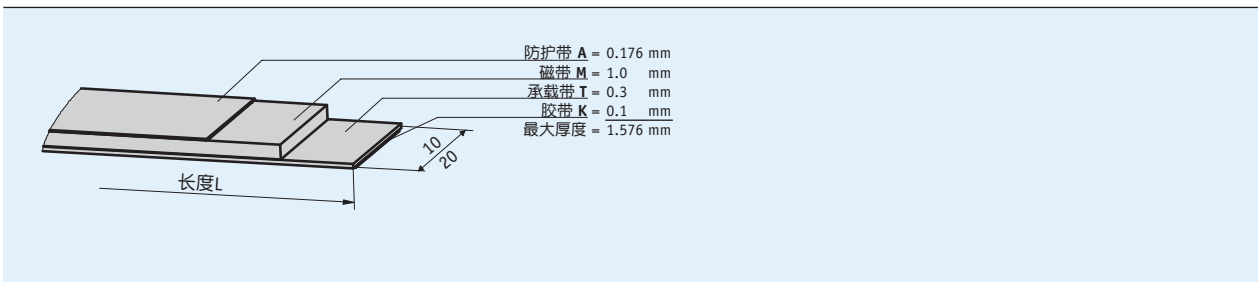 防护带 A = 0.176 mm
磁带 M = 1.0 mm
承载带 T = 0.3 mm
胶带 K = 0.1 mm
最大厚度 = 1.576 mm
10
20
长度L